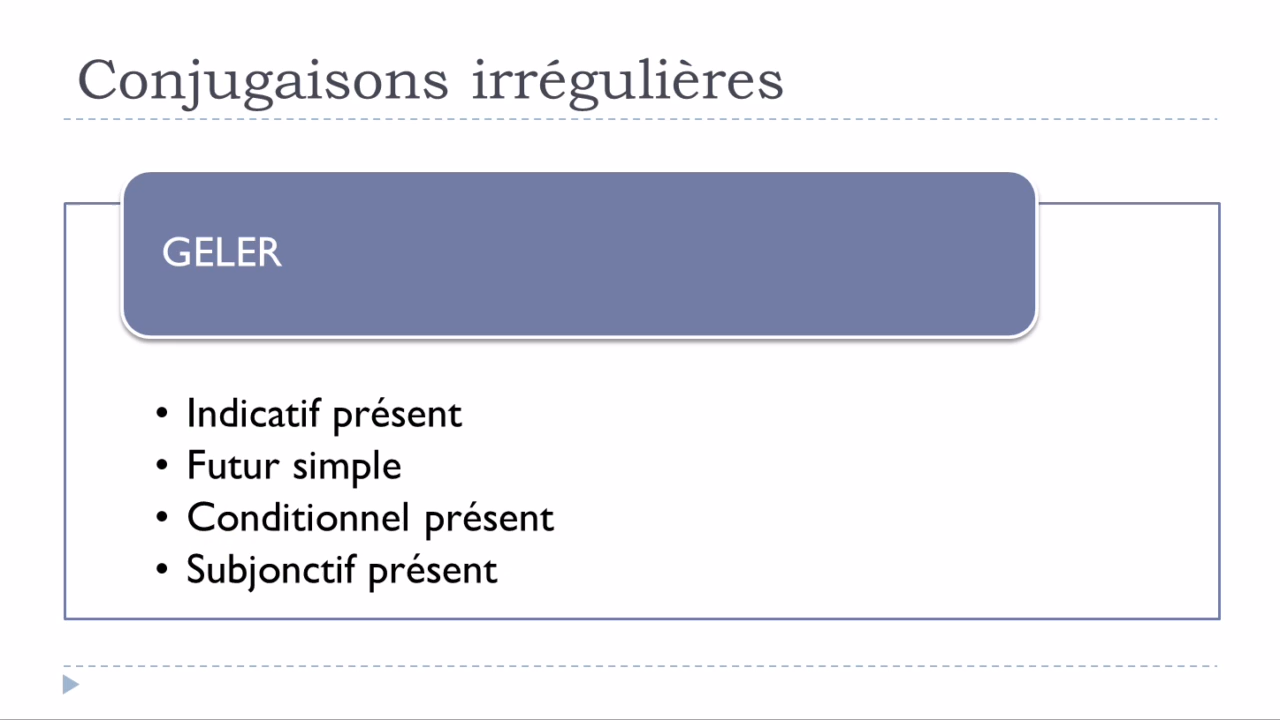 Conjugaisons irrégulières
GELER
• Indicatif présent
• Futur simple
• Conditionnel présent
• Subjonctif présent